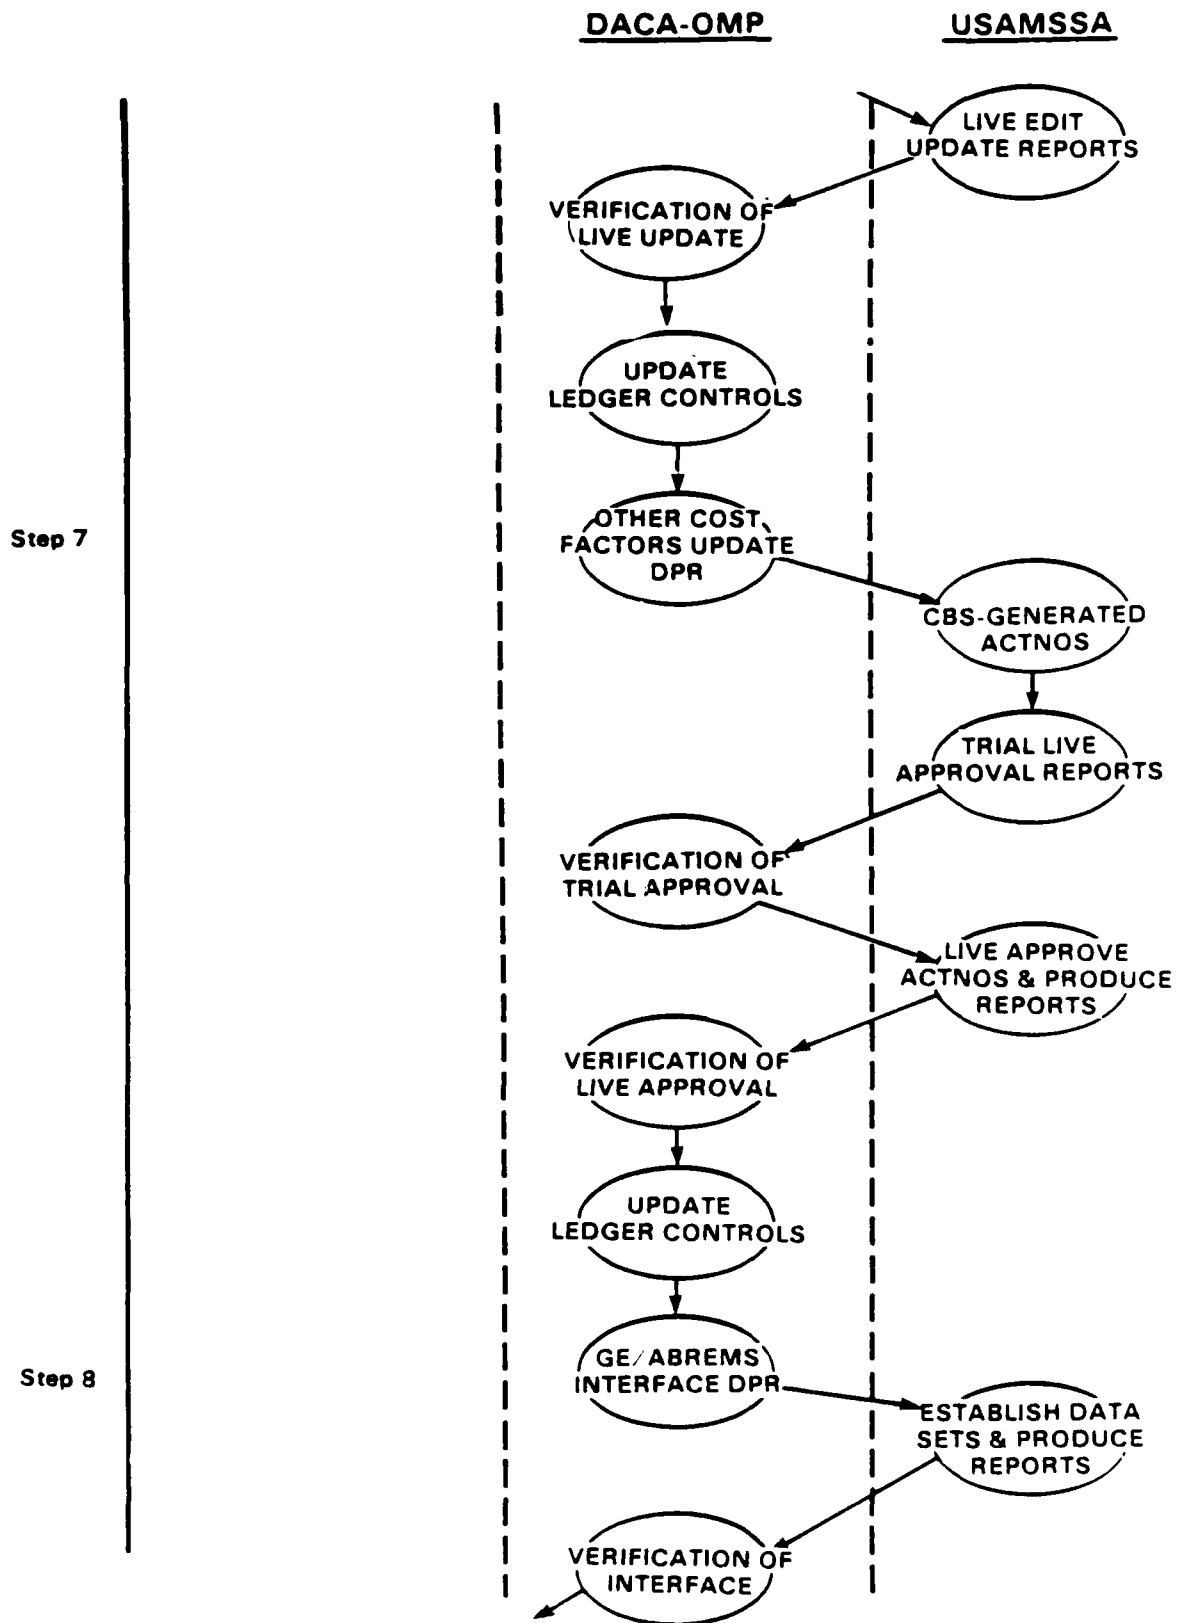 DACA-OMP
USAMSSA
LIVE EDIT
UPDATE REPORTS
VERIFICATION OF
LIVE UPDATE
UPDATE
LEDGER CONTROLS
Step 7
OTHER COST
FACTORS UPDATE
DPR
CBS-GENERATED
ACTNOS
TRIAL LIVE
APPROVAL REPORTS
VERIFICATION OF
TRIAL APPROVAL
LIVE APPROVE
ACTNOS & PRODUCE
REPORTS
VERIFICATION OF
LIVE APPROVAL
UPDATE
LEDGER CONTROLS
Step 8
GE/ABREMS
INTERFACE DPR
ESTABLISH DATA
SETS & PRODUCE
REPORTS
VERIFICATION OF
INTERFACE